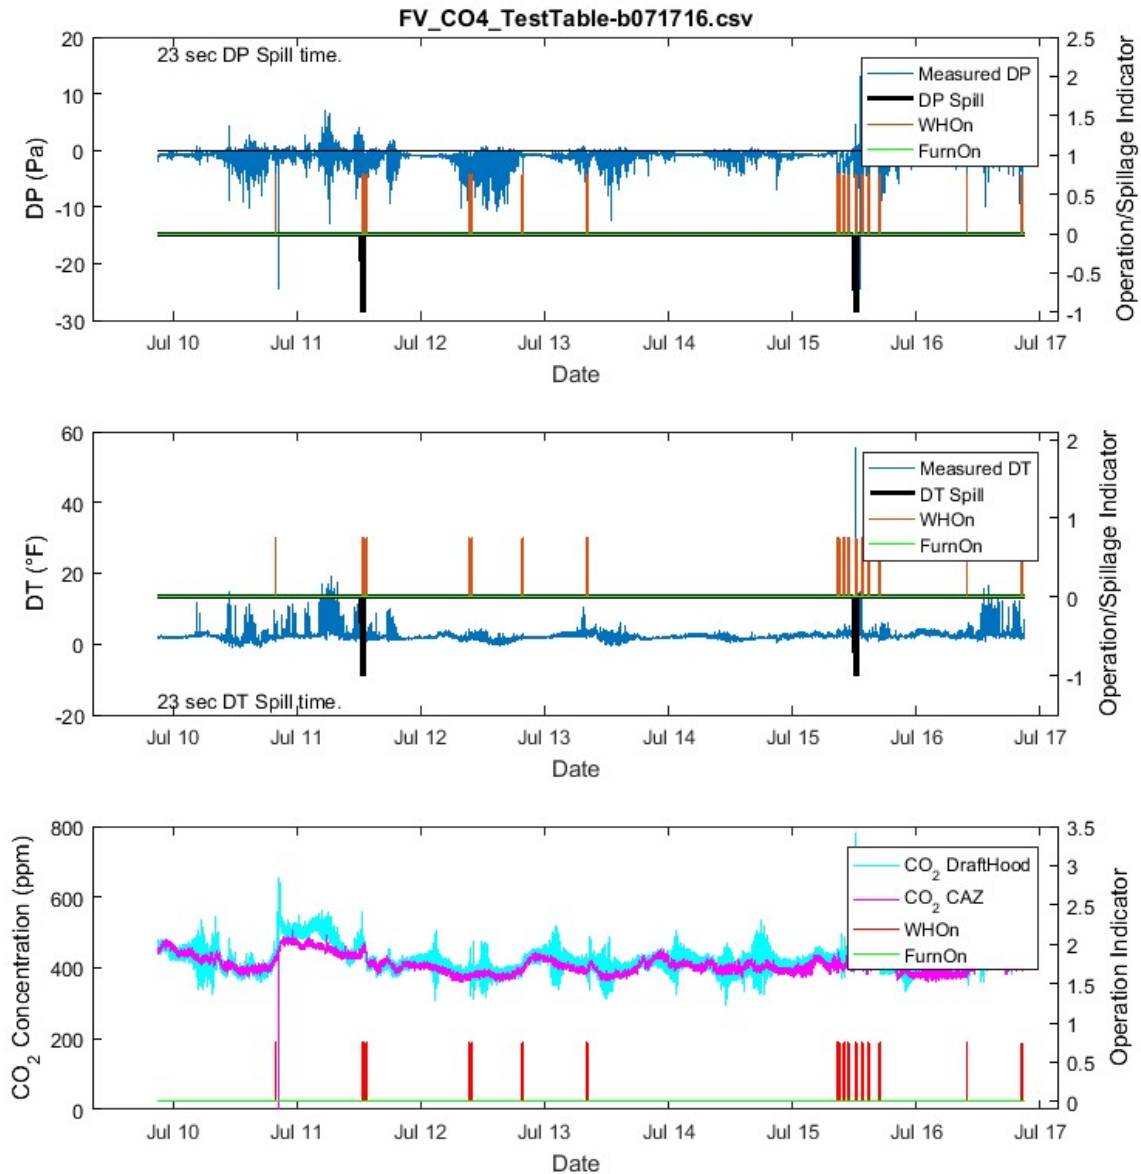 FV_CO4_TestTable-b071716.csv
23 sec DP Spill time.
Measured DP
DP Spill
WHOn
FurnOn
DP (Pa)
20
10
0
-10
-20
-30
2.5
2
1.5
1
0.5
0
-0.5
-1
Operation/Spillage Indicator
Jul 10 Jul 11 Jul 12 Jul 13 Jul 14 Jul 15 Jul 16 Jul 17
Date
Measured DT
DT Spill
WHOn
FurnOn
DT (°F)
60
40
20
0
-20
2
1
0
-1
Operation/Spillage Indicator
23 sec DT Spill time.
Jul 10 Jul 11 Jul 12 Jul 13 Jul 14 Jul 15 Jul 16 Jul 17
Date
CO2 DraftHood
CO2 CAZ
WHOn
FurnOn
CO2 Concentration (ppm)
800
600
400
200
0
3.5
3
2.5
2
1.5
1
0.5
0
Operation Indicator
Jul 10 Jul 11 Jul 12 Jul 13 Jul 14 Jul 15 Jul 16 Jul 17
Date